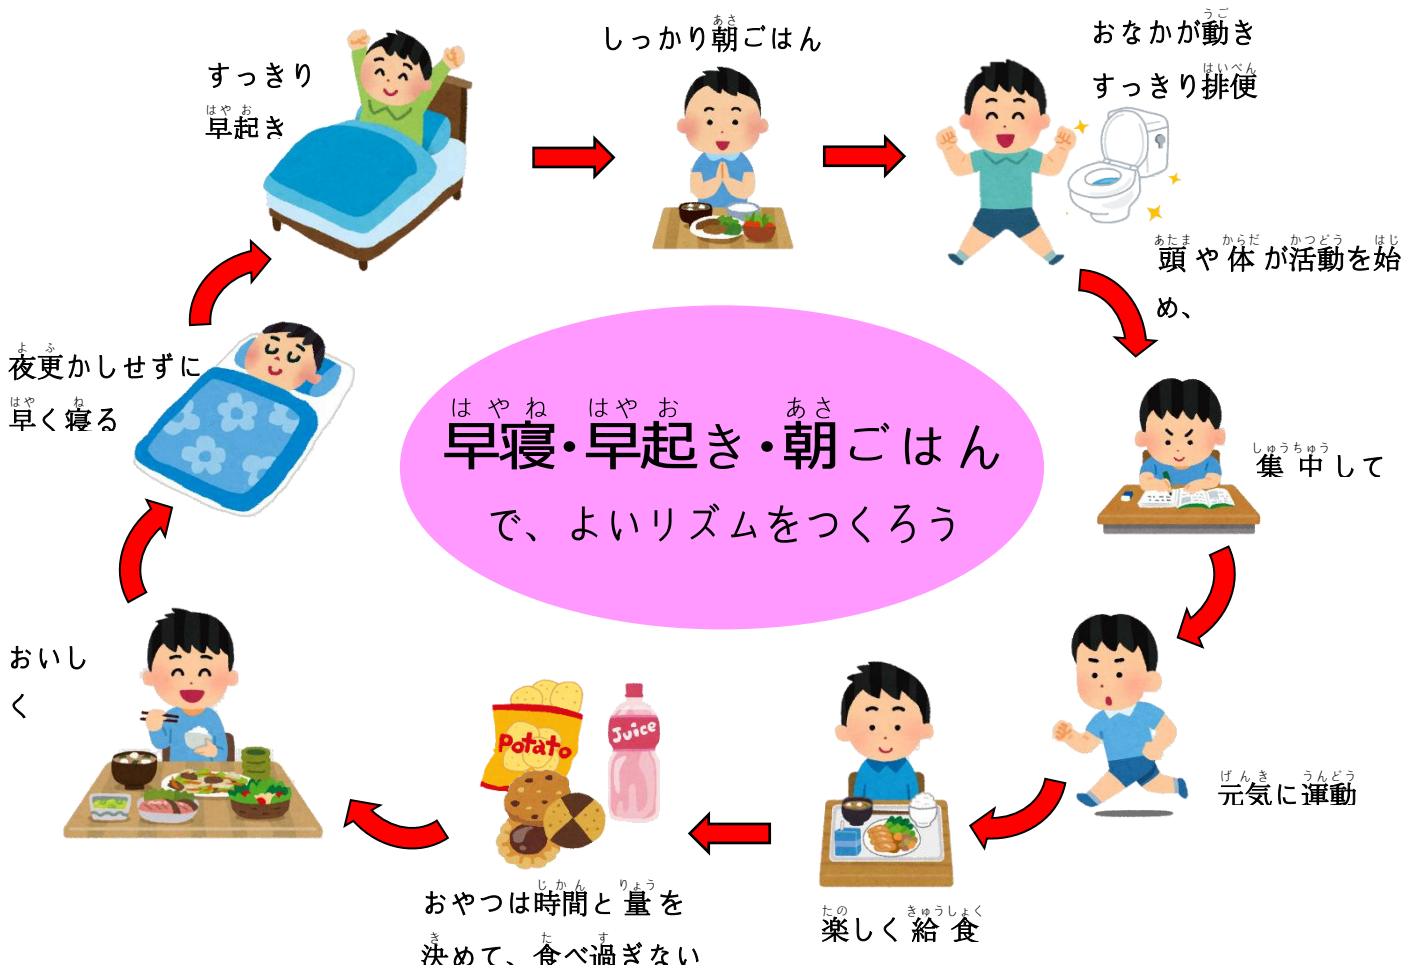 すっきり
早起き
しっかり朝ごはん
おなかが動き
すっきり排便
頭や体が活動を始
め、
集中して
元気に運動
楽しく給食
おやつは時間と量を
決めて、食べ過ぎない
Potato
Juice
おいし
く
夜更かしせずに
早く寝る
早寝・早起き・朝ごはん
で、よいリズムをつくろう